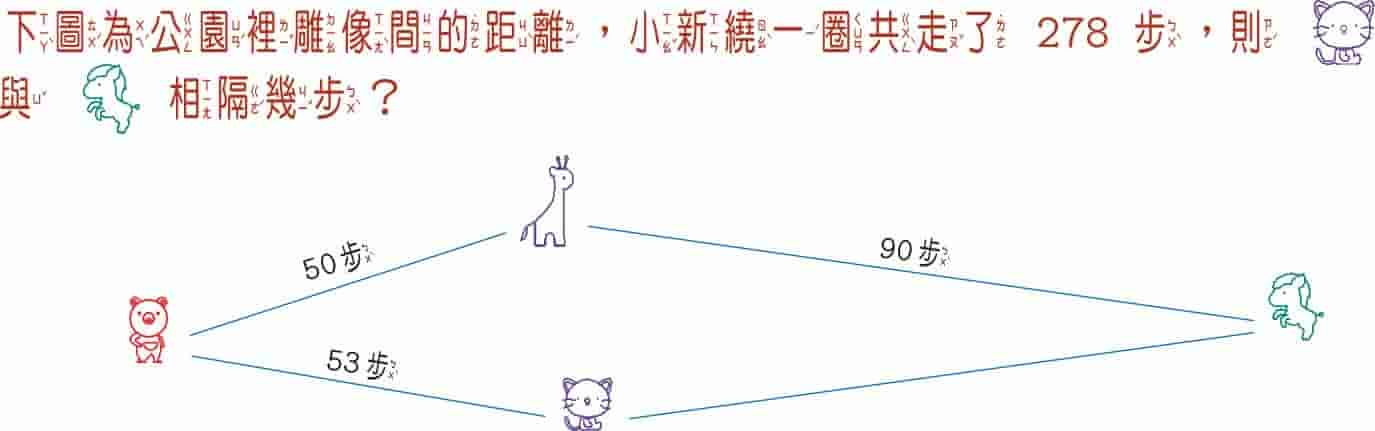 下圖為公園裡雕像間的距離，小新繞一圈共走了 278 步，則
與 相隔幾步？
50 步
90 步
53 步